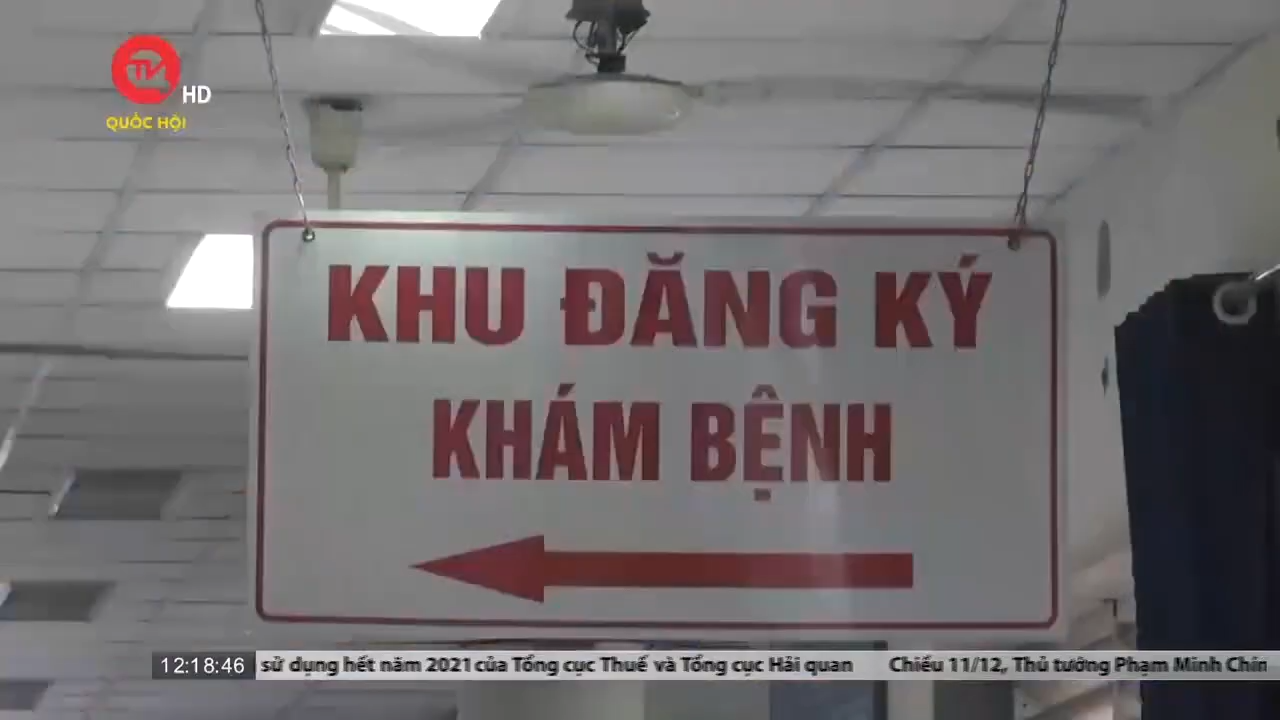 TV
HD
QUỐC HỘI
KHU ĐĂNG KÝ
KHÁM BỆNH
12:18:46 sử dụng hết năm 2021 của Tổng cục Thuế và Tổng cục Hải quan Chiều 11/12, Thủ tướng Phạm Minh Chín